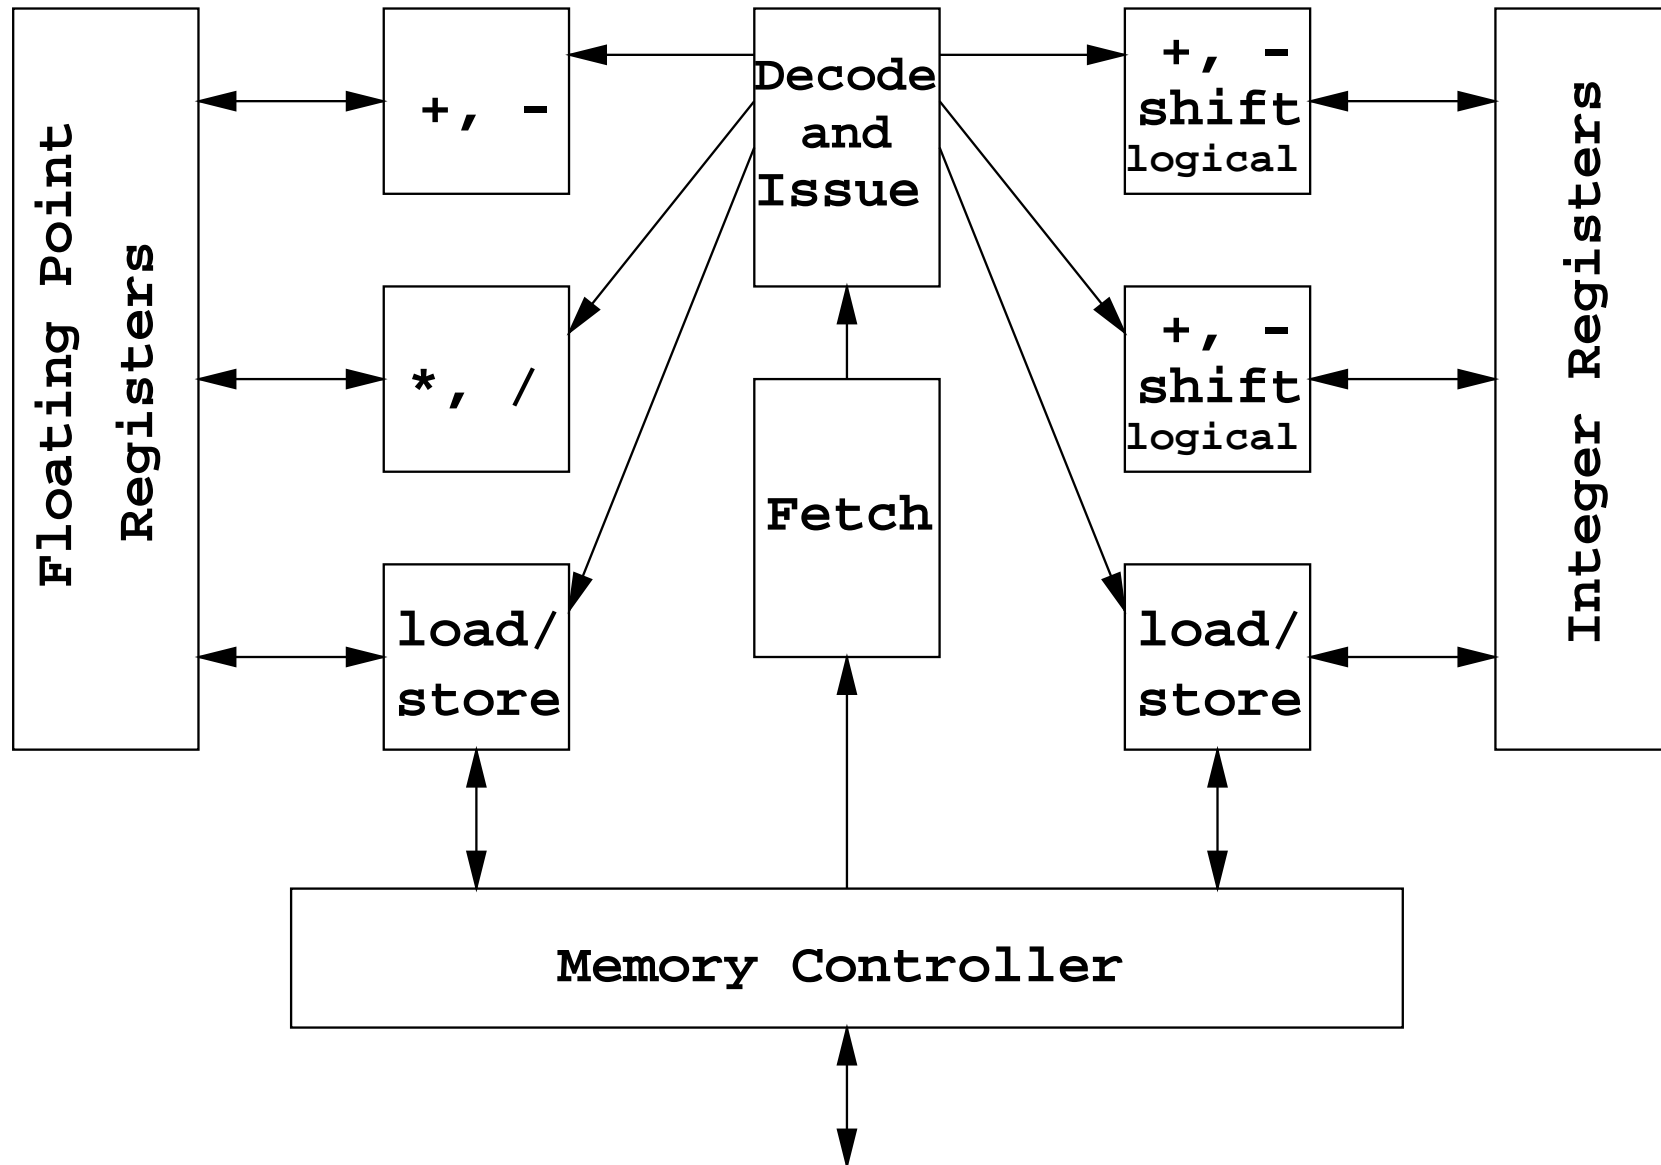 Floating Point
Registers
+, -
*, /
load/
store
Decode
and
Issue
Fetch
+, -
shift
logical
+, -
shift
logical
load/
store
Integer Registers
Memory Controller